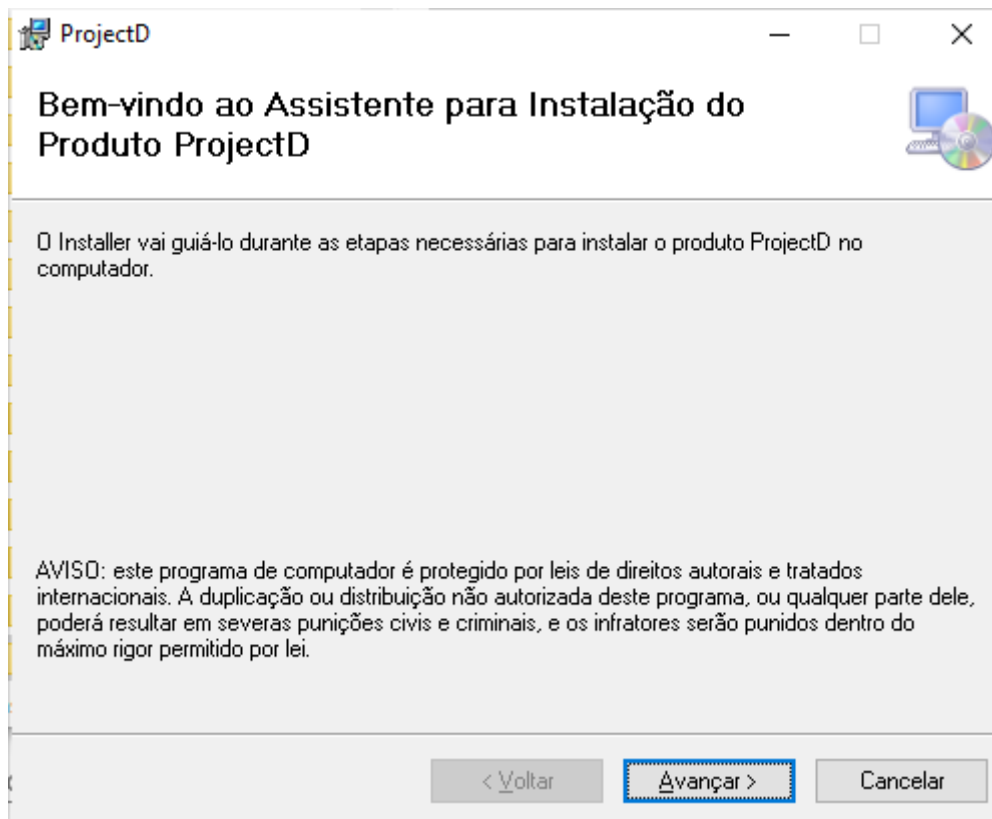 ProjectD
Bem-vindo ao Assistente para Instalação do
Produto ProjectD
O Installer vai guiá-lo durante as etapas necessárias para instalar o produto ProjectD no
computador.
AVISO: este programa de computador é protegido por leis de direitos autorais e tratados
internacionais. A duplicação ou distribuição não autorizada deste programa, ou qualquer parte dele,
poderá resultar em severas punições civis e criminais, e os infratores serão punidos dentro do
máximo rigor permitido por lei.
< Voltar
Avançar >
Cancelar